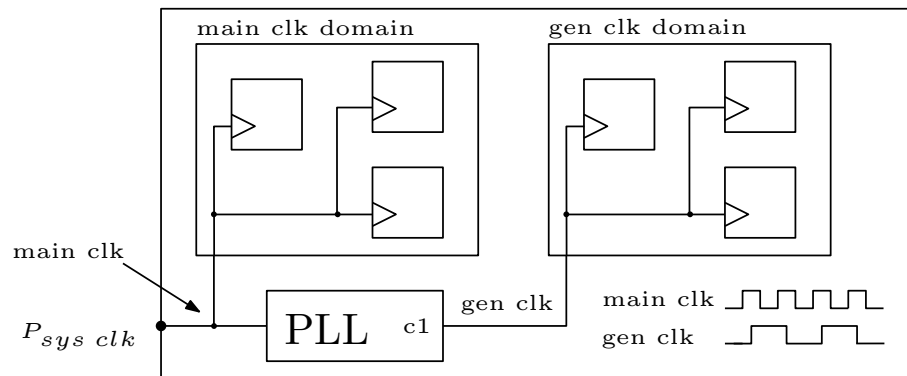 main clk domain
gen clk domain
main clk
gen clk
main clk
P_sys clk
PLL
c1
gen clk